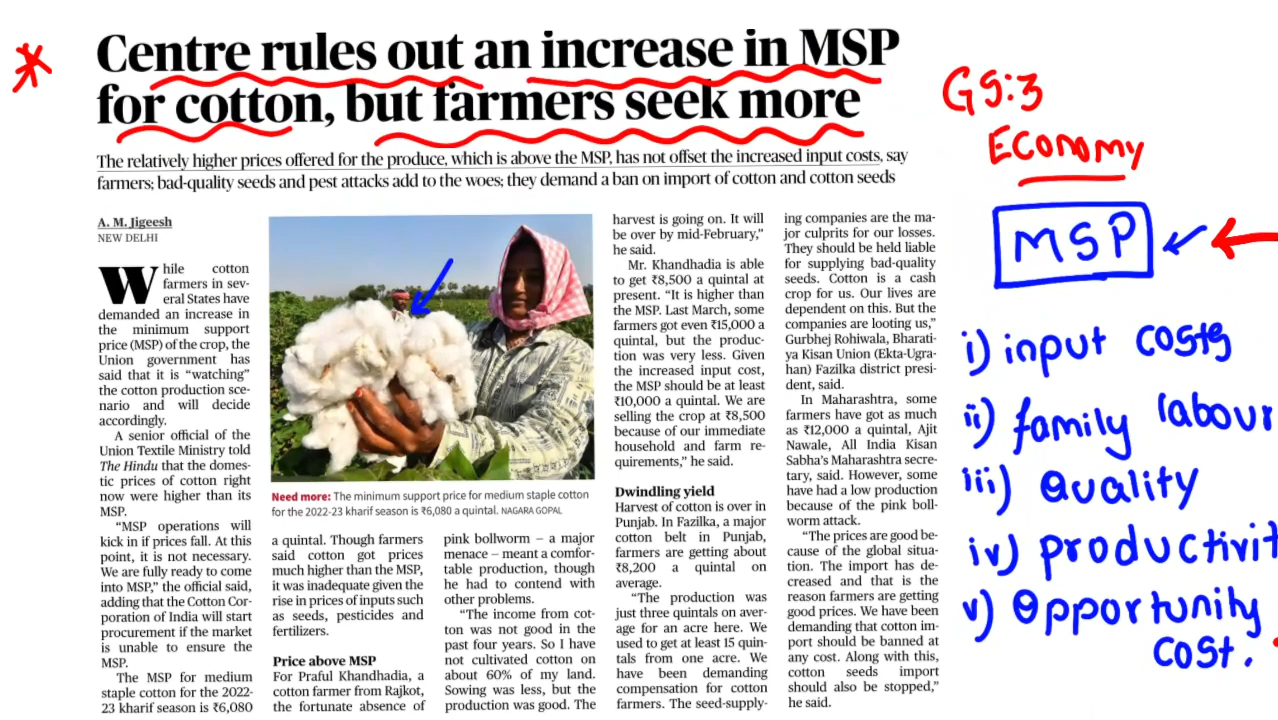 Centre rules out an increase in MSP
for cotton, but farmers seek more
The relatively higher prices offered for the produce, which is above the MSP, has not offset the increased input costs, say
farmers; bad-quality seeds and pest attacks add to the woes; they demand a ban on import of cotton and cotton seeds
A. M. Jigeesh
NEW DELHI
While cotton
farmers in sev-
eral States have
demanded an increase in
the minimum support
price (MSP) of the crop, the
Union government has
said that it is “watching”
the cotton production sce-
nario and will decide
accordingly.
A senior official of the
Union Textile Ministry told
The Hindu that the domes-
tic prices of cotton right
now were higher than its
MSP.
“MSP operations will
kick in if prices fall. At this
point, it is not necessary.
We are fully ready to come
into MSP,” the official said,
adding that the Cotton Cor-
poration of India will start
procurement if the market
is unable to ensure the
MSP.
The MSP for medium
staple cotton for the 2022-
23 kharif season is ₹6,080
Need more: The minimum support price for medium staple cotton
for the 2022-23 kharif season is ₹6,080 a quintal. NAGARA GOPAL
a quintal. Though farmers
said cotton got prices
much higher than the MSP,
it was inadequate given the
rise in prices of inputs such
as seeds, pesticides and
fertilizers.
Price above MSP
For Praful Khandhadia, a
cotton farmer from Rajkot,
the fortunate absence of
pink bollworm – a major
menace – meant a comfor-
table production, though
he had to contend with
other problems.
“The income from cot-
ton was not good in the
past four years. So I have
not cultivated cotton on
about 60% of my land.
Sowing was less, but the
production was good. The
harvest is going on. It will
be over by mid-February,”
he said.
Mr. Khandhadia is able
to get ₹8,500 a quintal at
present. “It is higher than
the MSP. Last March, some
farmers got even ₹15,000 a
quintal, but the produc-
tion was very less. Given
the increased input cost,
the MSP should be at least
₹10,000 a quintal. We are
selling the crop at ₹8,500
because of our immediate
household and farm re-
quirements,” he said.
Dwindling yield
Harvest of cotton is over in
Punjab. In Fazilka, a major
cotton belt in Punjab,
farmers are getting about
₹8,200 a quintal on
average.
“The production was
just three quintals on aver-
age for an acre here. We
used to get at least 15 quin-
tals from one acre. We
have been demanding
compensation for cotton
farmers. The seed-supply-
ing companies are the ma-
jor culprits for our losses.
They should be held liable
for supplying bad-quality
seeds. Cotton is a cash
crop for us. Our lives are
dependent on this. But the
companies are looting us,”
Gurbhej Rohiwala, Bharati-
ya Kisan Union (Ekta-Ugra-
han) Fazilka district presi-
dent, said.
In Maharashtra, some
farmers have got as much
as ₹12,000 a quintal, Ajit
Nawale, All India Kisan
Sabha’s Maharashtra secre-
tary, said. However, some
have had a low production
because of the pink boll-
worm attack.
“The prices are good be-
cause of the global situa-
tion. The import has de-
creased and that is the
reason farmers are getting
good prices. We have been
demanding that cotton im-
port should be banned at
any cost. Along with this,
cotton seeds import
should also be stopped,”
he said.
GS:3
Economy
MSP
i) input costs
ii) family labour
iii) Quality
iv) productivit
v) Opportunity
cost.